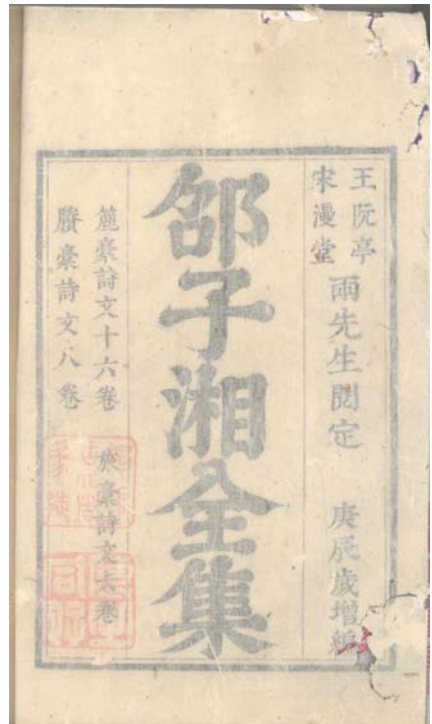 王阮亭
宋漫堂
兩先生閱定 庚辰歲增編
邵子湘全集
簏稾詩文十六卷 旅稾詩文六卷
賸稾詩文八卷